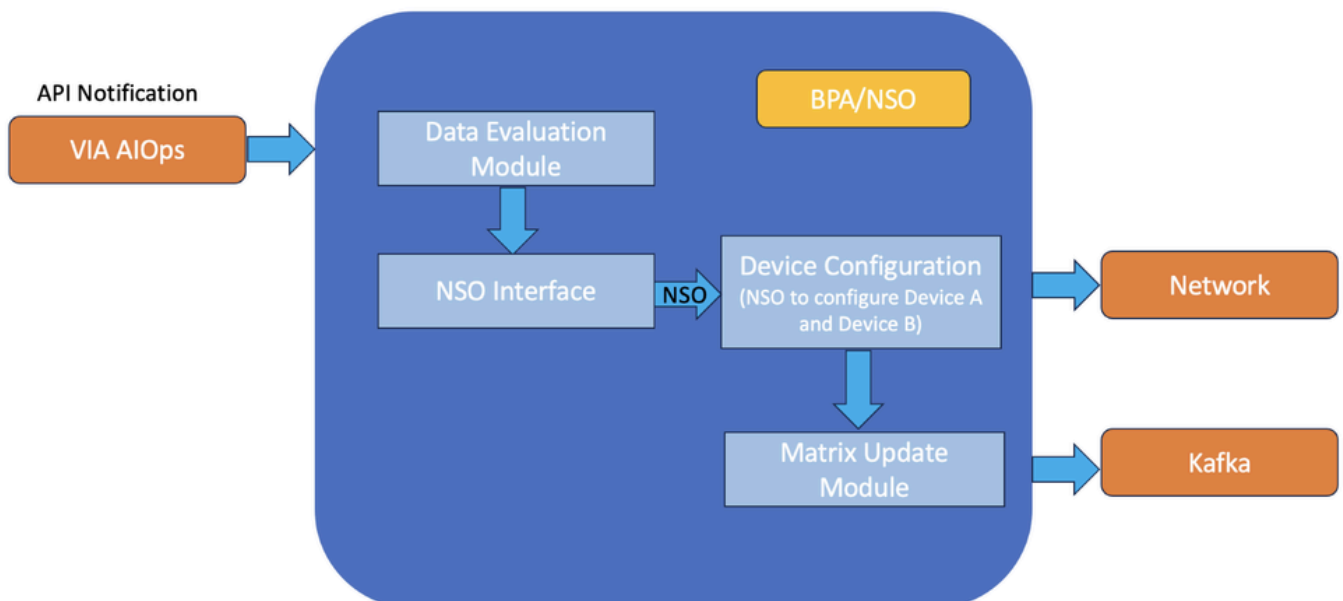 API Notification
VIA AIOps
BPA/NSO
Data Evaluation
Module
NSO Interface
NSO
Device Configuration
(NSO to configure Device A
and Device B)
Network
Matrix Update
Module
Kafka